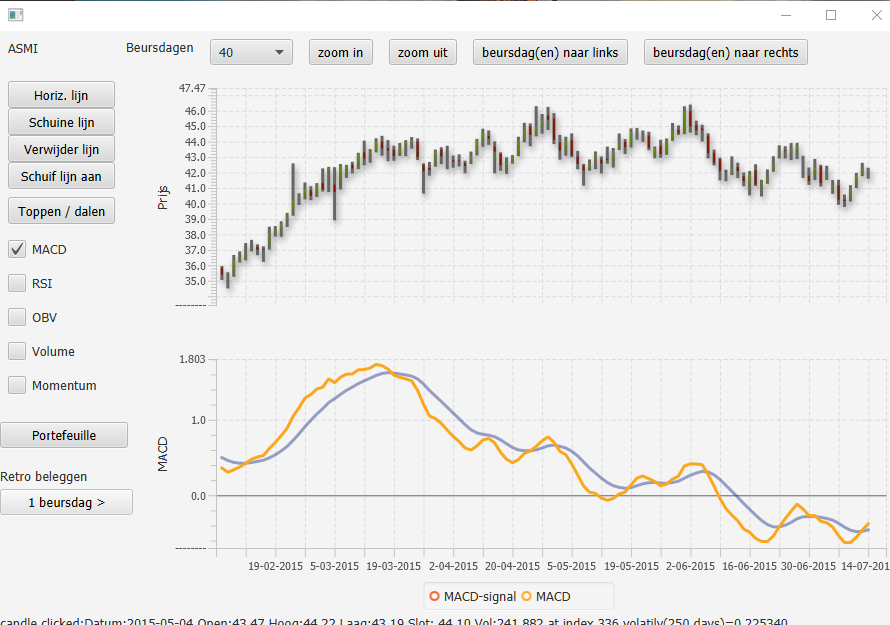 ASMI
Beursdagen
40
zoom in
zoom uit
beursdag(en) naar links
beursdag(en) naar rechts
Horiz. lijn
Schuine lijn
Verwijder lijn
Schuif lijn aan
Toppen / dalen
MACD
RSI
OBV
Volume
Momentum
Portefeuille
Retro beleggen
1 beursdag >
Prijs
47.47
46.0
45.0
44.0
43.0
42.0
41.0
40.0
39.0
38.0
37.0
36.0
35.0
--------
MACD
1.803
1.0
0.0
--------
19-02-2015 5-03-2015 19-03-2015 2-04-2015 20-04-2015 5-05-2015 19-05-2015 2-06-2015 16-06-2015 30-06-2015 14-07-201
MACD-signal MACD
candle clicked:Datum:2015-05-04 Open:43.47 Hoog:44.22 Laag:43.19 Slot: 44.10 Vol:241.882 at index 336 volatily(250 days)=0.225340